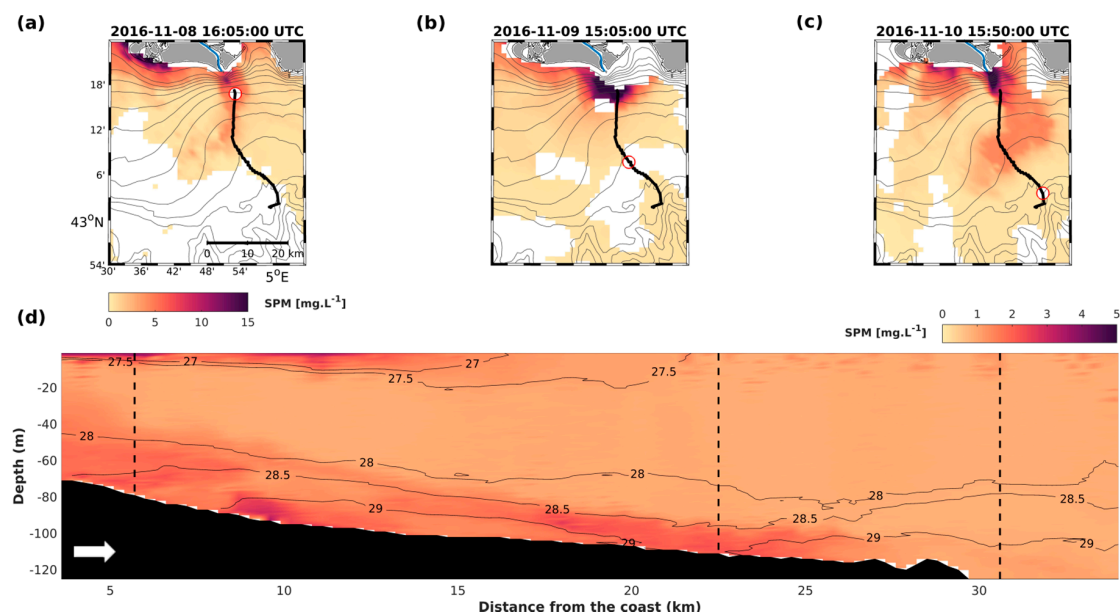 (a)
(b)
(c)
2016-11-08 16:05:00 UTC
2016-11-09 15:05:00 UTC
2016-11-10 15:50:00 UTC
18'
12'
6'
43°N
54'
0 10 20 km
30' 36' 42' 48' 54'
5°E
SPM [mg.L⁻¹]
0 5 10 15
(d)
0 1 2 3 4 5
SPM [mg.L⁻¹]
27.5
27
27
27.5
27.5
-20
-40
28
28
28
28
-60
28.5
28.5
28.5
28.5
-80
29
29
29
-100
-120
Depth (m)
5 10 15 20 25 30
Distance from the coast (km)